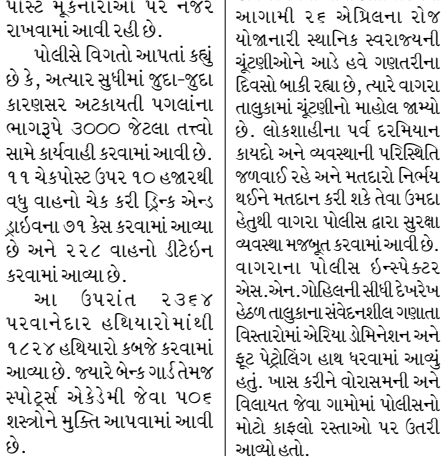 પોસ્ટ મૂકનારાઓ પર નજર
રાખવામાં આવી રહી છે.
પોલીસે વિગતો આપતાં કહ્યું
છે કે, અત્યાર સુધીમાં જુદા-જુદા
કારણસર અટકાયતી પગલાંના
ભાગરૂપે ૩૦૦૦ જેટલા તત્ત્વો
સામે કાર્યવાહી કરવામાં આવી છે.
૧૧ ચેકપોસ્ટ ઉપર ૧૦ હજારથી
વધુ વાહનો ચેક કરી ડ્રિન્ક એન્ડ
ડ્રાઇવના ૭૧ કેસ કરવામાં આવ્યા
છે અને ૨૨૮ વાહનો ડીટેઇન
કરવામાં આવ્યા છે.
આ ઉપરાંત ૨૩૬૪
પરવાનેદાર હથિયારોમાંથી
૧૮૨૪ હથિયારો કબજે કરવામાં
આવ્યા છે. જ્યારે બેન્ક ગાર્ડ તેમજ
સ્પોર્ટ્સ એકેડેમી જેવા ૫૦૬
શસ્ત્રોને મુક્તિ આપવામાં આવી
છે.
આગામી ૨૬ એપ્રિલના રોજ
યોજાનારી સ્થાનિક સ્વરાજ્યની
ચૂંટણીઓને આડે હવે ગણતરીના
દિવસો બાકી રહ્યા છે, ત્યારે વાગરા
તાલુકામાં ચૂંટણીનો માહોલ જામ્યો
છે. લોકશાહીના પર્વ દરમિયાન
કાયદો અને વ્યવસ્થાની પરિસ્થિતિ
જળવાઈ રહે અને મતદારો નિર્ભય
થઈને મતદાન કરી શકે તેવા ઉમદા
હેતુથી વાગરા પોલીસ દ્વારા સુરક્ષા
વ્યવસ્થા મજબૂત કરવામાં આવી છે.
વાગરાના પોલીસ ઇન્સ્પેક્ટર
એસ.એન.ગોહિલની સીધી દેખરેખ
હેઠળ તાલુકાના સંવેદનશીલ ગણાતા
વિસ્તારોમાં એરિયા ડોમિનેશન અને
ફૂટ પેટ્રોલિંગ હાથ ધરવામાં આવ્યું
હતું. ખાસ કરીને વોરાસમની અને
વિલાયત જેવા ગામોમાં પોલીસનો
મોટો કાફલો રસ્તાઓ પર ઉતરી
આવ્યો હતો.